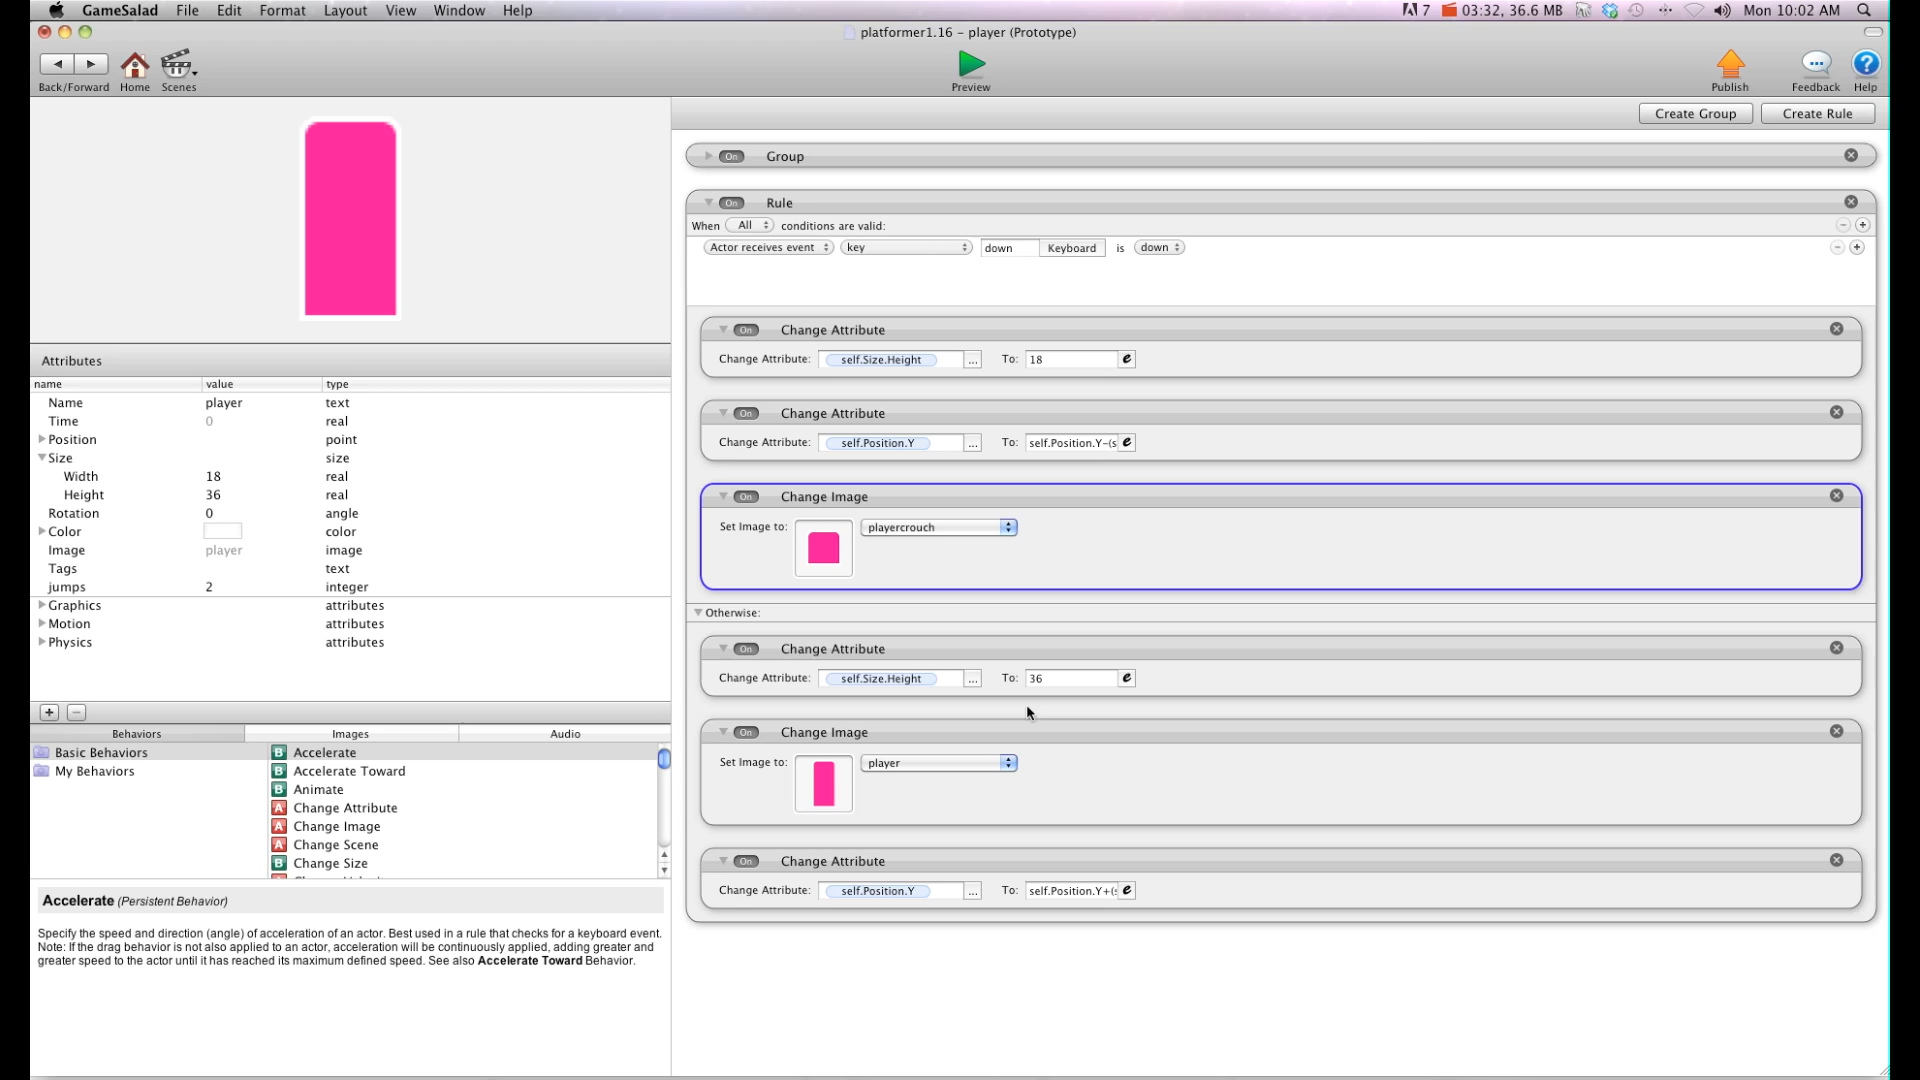 GameSalad File Edit Format Layout View Window Help 7 03:32, 36.6 MB Mon 10:02 AM
platformer1.16 – player (Prototype)
Back/Forward Home Scenes Preview Publish Feedback Help
Create Group Create Rule
On Group
On Rule
When All conditions are valid:
Actor receives event key down Keyboard is down
On Change Attribute
Change Attribute: self.Size.Height ... To: 18
On Change Attribute
Change Attribute: self.Position.Y ... To: self.Position.Y-(s
On Change Image
Set Image to: playercrouch
Otherwise:
On Change Attribute
Change Attribute: self.Size.Height ... To: 36
On Change Image
Set Image to: player
On Change Attribute
Change Attribute: self.Position.Y ... To: self.Position.Y+(
Attributes
name value type
Name player text
Time 0 real
Position point
Size size
Width 18 real
Height 36 real
Rotation 0 angle
Color color
Image player image
Tags text
jumps 2 integer
Graphics attributes
Motion attributes
Physics attributes
Behaviors Images Audio
Basic Behaviors
My Behaviors
B Accelerate
B Accelerate Toward
B Animate
A Change Attribute
A Change Image
A Change Scene
B Change Size
Accelerate (Persistent Behavior)
Specify the speed and direction (angle) of acceleration of an actor. Best used in a rule that checks for a keyboard event.
Note: If the drag behavior is not also applied to an actor, acceleration will be continuously applied, adding greater and
greater speed to the actor until it has reached its maximum defined speed. See also Accelerate Toward Behavior.